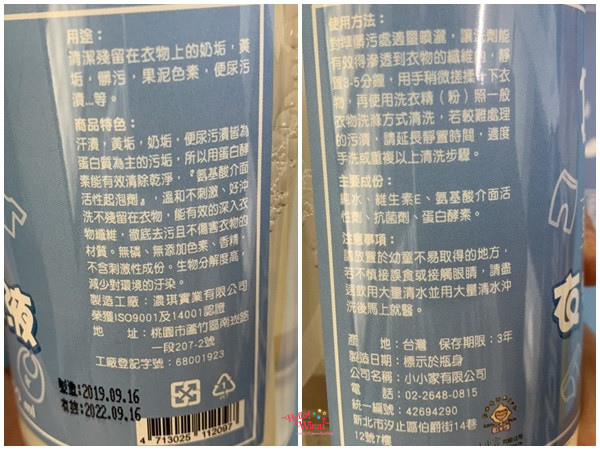 用途：
清潔殘留在衣物上的奶垢，黃
垢，髒污，果泥色素，便尿污
漬...等。
商品特色：
汗漬，黃垢，奶垢，便尿污漬皆為
蛋白質為主的污垢，所以用蛋白酵
素能有效清除乾淨，『氨基酸介面
活性起泡劑』，溫和不刺激、好沖
洗不殘留在衣物，能有效的深入衣
物纖維，徹底去污且不傷害衣物的
材質。無磷、無添加色素、香精，
不含刺激性成份。生物分解度高，
減少對環境的汙染。
製造工廠：濃琪實業有限公司
榮獲ISO9001及14001認證
地　址：桃園市蘆竹區南崁路
一段207-2號
工廠登記字號：68001923
製造:2019.09.16
有效:2022.09.16
4 713025 112097
液
ml
使用方法：
對準髒污處適量噴灑，讓洗劑能
有效得滲透到衣物的纖維裡，靜
置3-5分鐘，用手稍微搓揉一下衣
物，再使用洗衣精（粉）照一般
衣物洗滌方式清洗，若較難處理
的污漬，請延長靜置時間，適度
手洗或重複以上清洗步驟。
主要成份：
純水、維生素E、氨基酸介面活
性劑、抗菌劑、蛋白酵素。
注意事項：
請放置於幼童不易取得的地方，
若不慎接誤食或接觸眼睛，請盡
速飲用大量清水並用大量清水沖
洗後馬上就醫。
產　地：台灣　保存期限：3年
製造日期：標示於瓶身
公司名稱：小小家有限公司
電　話：02-2648-0815
統一編號：42694290
新北市汐止區伯爵街14巷
12號7樓
衣